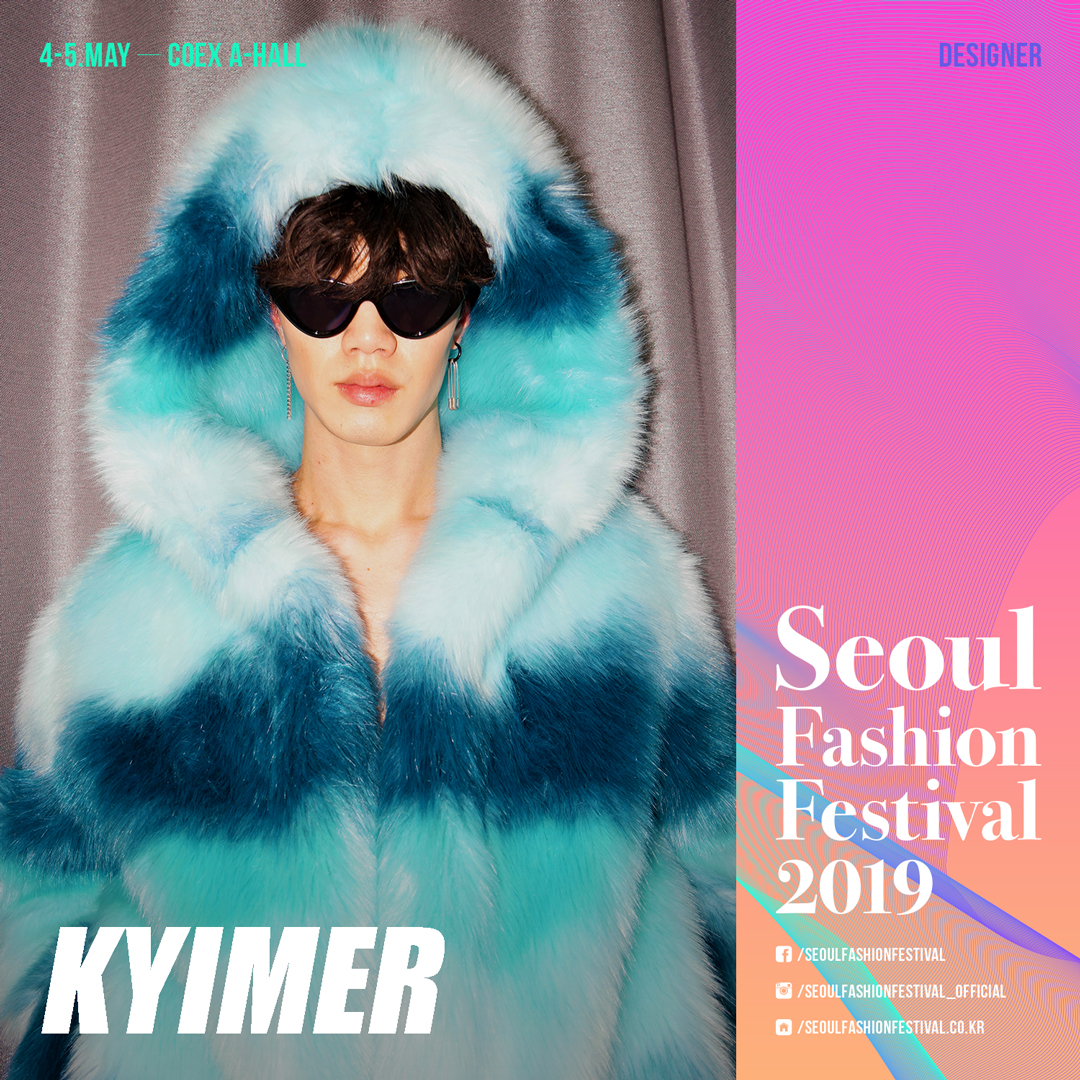 4-5.MAY — COEX A-HALL
DESIGNER
Seoul
Fashion
Festival
2019
/SEOULFASHIONFESTIVAL
/SEOULFASHIONFESTIVAL_OFFICIAL
/SEOULFASHIONFESTIVAL.CO.KR
KYIMER